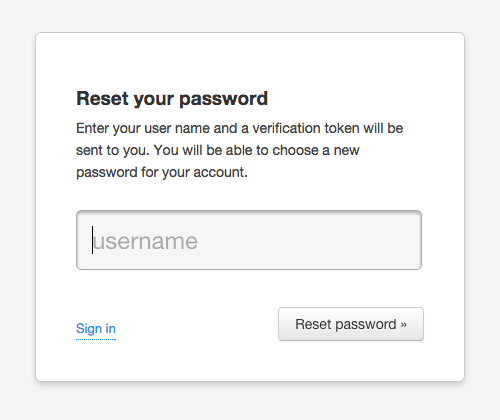 Reset your password
Enter your user name and a verification token will be
sent to you. You will be able to choose a new
password for your account.
username
Sign in
Reset password »